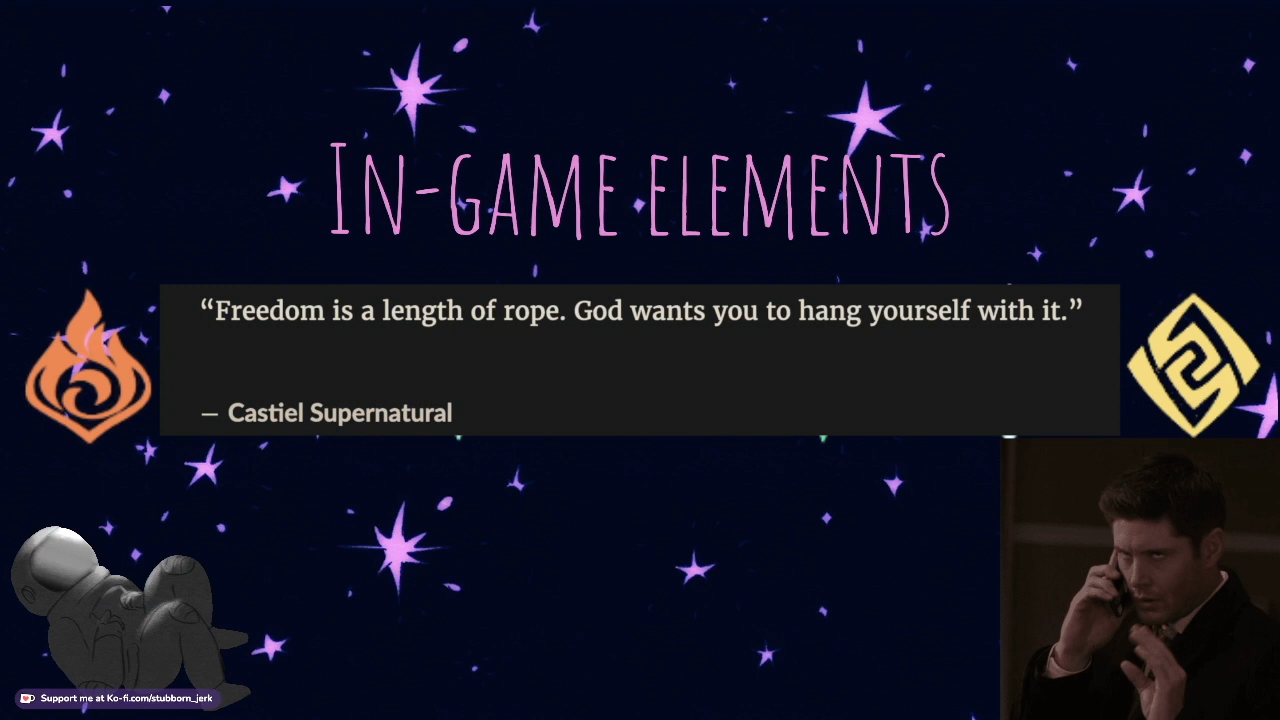 In-game elements
“Freedom is a length of rope. God wants you to hang yourself with it.”
— Castiel Supernatural
Support me at Ko-fi.com/stubborn_jerk